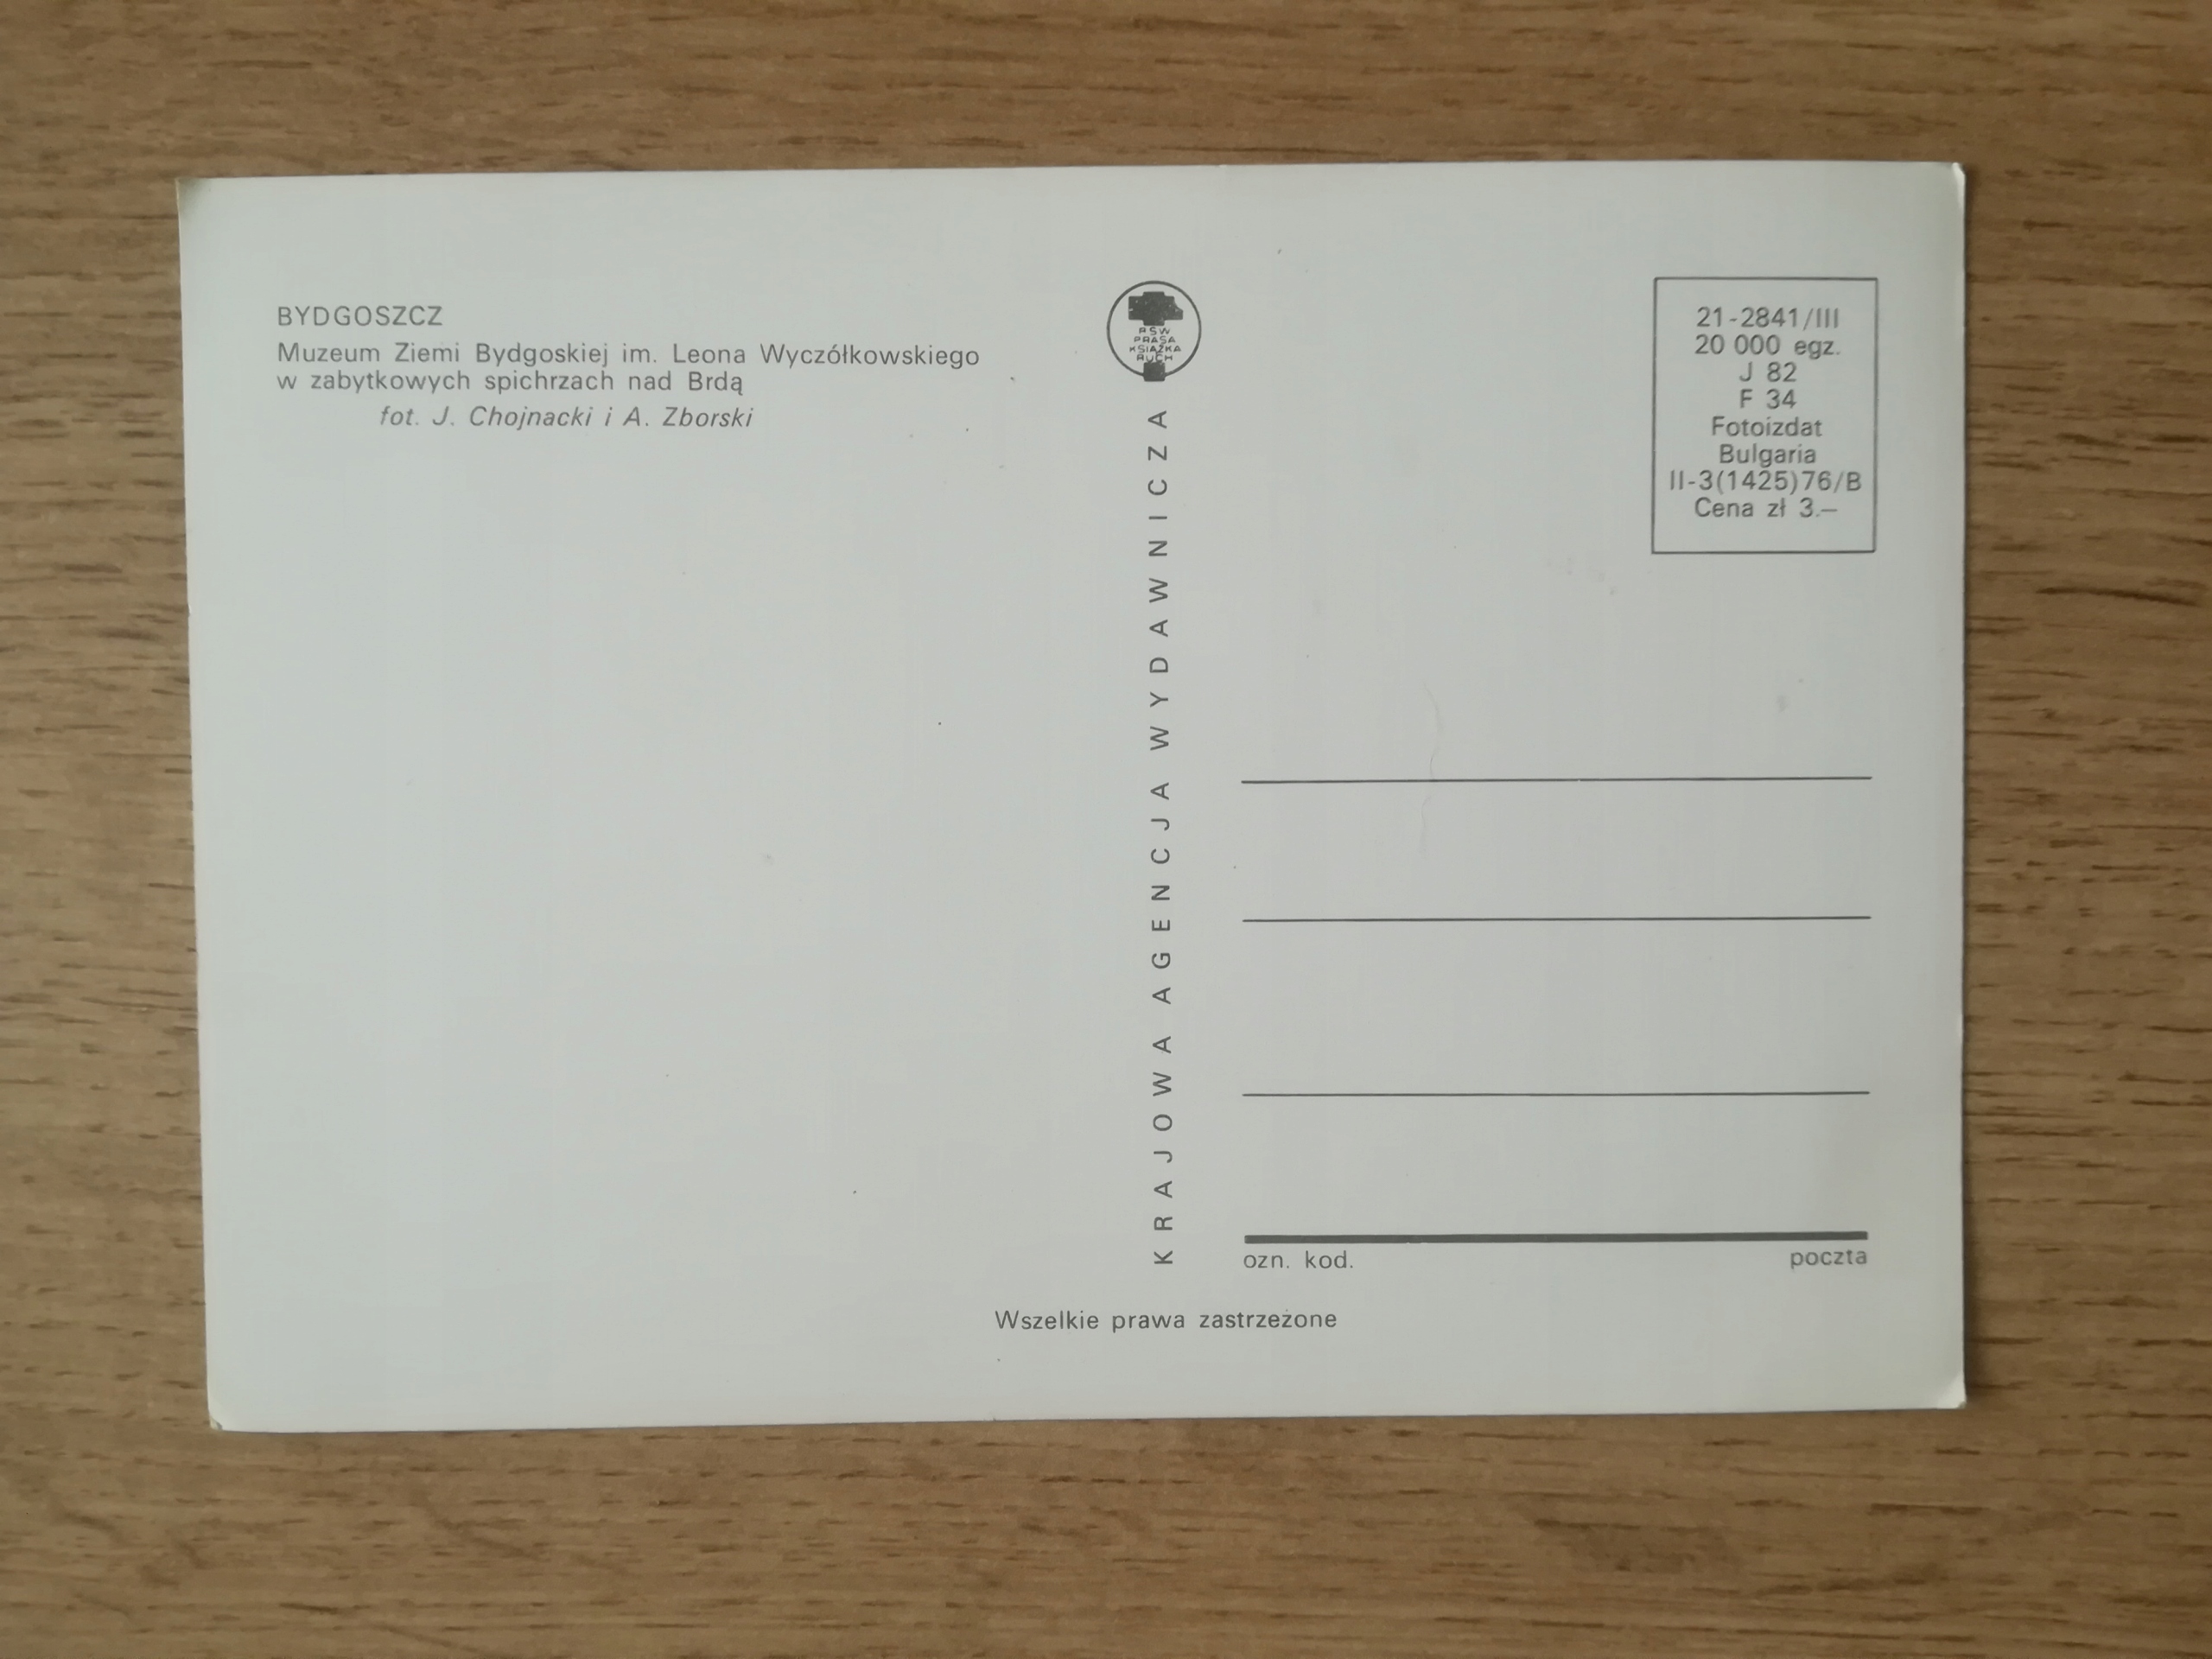 BYDGOSZCZ
Muzeum Ziemi Bydgoskiej im. Leona Wyczółkowskiego
w zabytkowych spichrzach nad Brdą
fot. J. Chojnacki i A. Zborski
RSW
PRASA
KSIĄŻKA
RUCH
KRAJOWA AGENCJA WYDAWNICZA
21-2841/III
20 000 egz.
J 82
F 34
Fotoizdat
Bulgaria
II-3(1425)76/B
Cena zł 3.—
ozn. kod.
poczta
Wszelkie prawa zastrzeżone